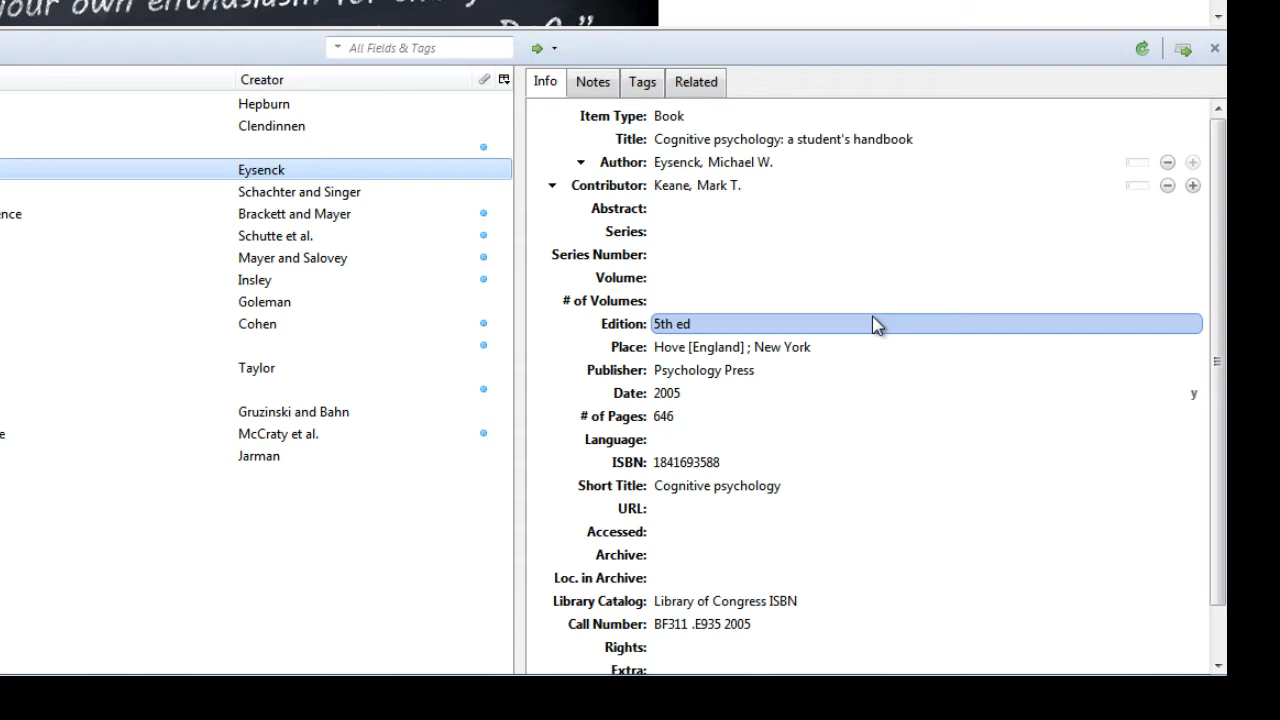 your own enthusiasm for
All Fields & Tags
Creator
Hepburn
Clendinnen
Eysenck
Schachter and Singer
ence
Brackett and Mayer
Schutte et al.
Mayer and Salovey
Insley
Goleman
Cohen
Taylor
Gruzinski and Bahn
e
McCraty et al.
Jarman
Info Notes Tags Related
Item Type: Book
Title: Cognitive psychology: a student's handbook
Author: Eysenck, Michael W.
Contributor: Keane, Mark T.
Abstract:
Series:
Series Number:
Volume:
# of Volumes:
Edition: 5th ed
Place: Hove [England] ; New York
Publisher: Psychology Press
Date: 2005 y
# of Pages: 646
Language:
ISBN: 1841693588
Short Title: Cognitive psychology
URL:
Accessed:
Archive:
Loc. in Archive:
Library Catalog: Library of Congress ISBN
Call Number: BF311 .E935 2005
Rights:
Extra: